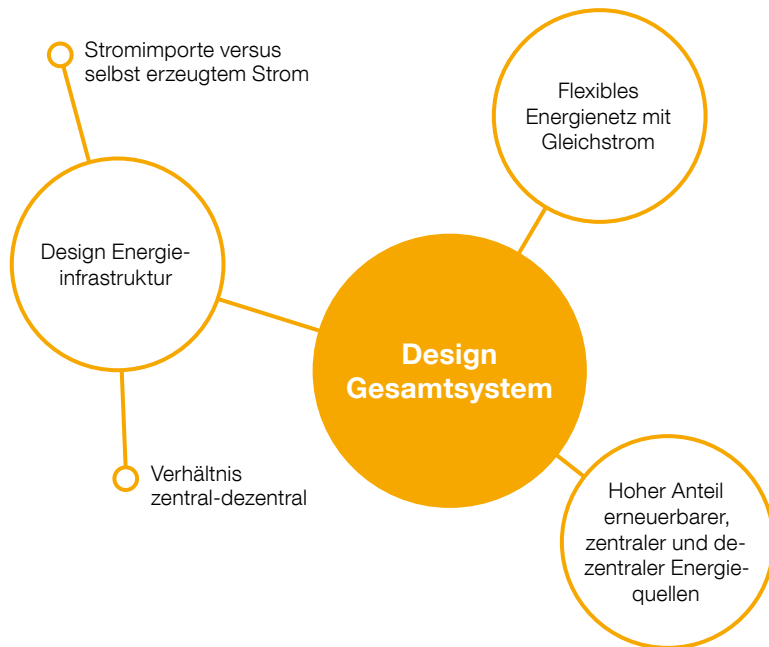 Stromimporte versus
selbst erzeugtem Strom
Flexibles
Energienetz mit
Gleichstrom
Design Energie-
infrastruktur
Design
Gesamtsystem
Verhältnis
zentral-dezentral
Hoher Anteil
erneuerbarer,
zentraler und de-
zentraler Energie-
quellen